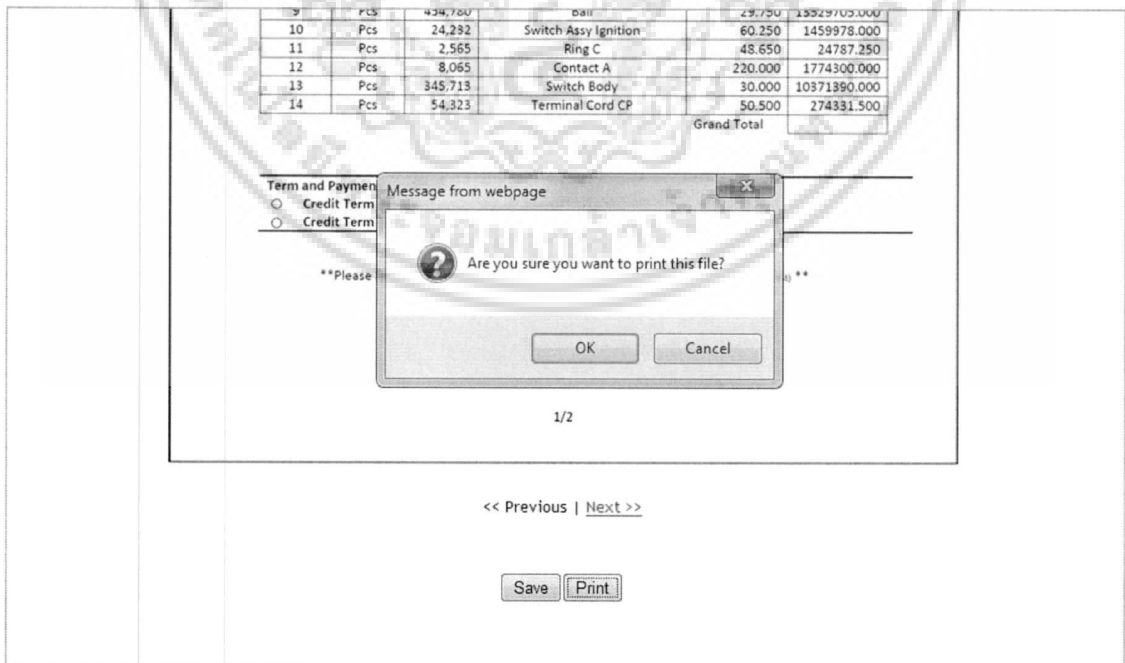 9 Pcs 454,780 Ball 29.750 13529705.000
10 Pcs 24,232 Switch Assy Ignition 60.250 1459978.000
11 Pcs 2,565 Ring C 48.650 24787.250
12 Pcs 8,065 Contact A 220.000 1774300.000
13 Pcs 345,713 Switch Body 30.000 10371390.000
14 Pcs 54,323 Terminal Cord CP 50.500 274331.500
Grand Total
Term and Paymen
Message from webpage
Credit Term
Credit Term
Are you sure you want to print this file?
**Please
**
OK Cancel
1/2
<< Previous | Next >>
Save Print